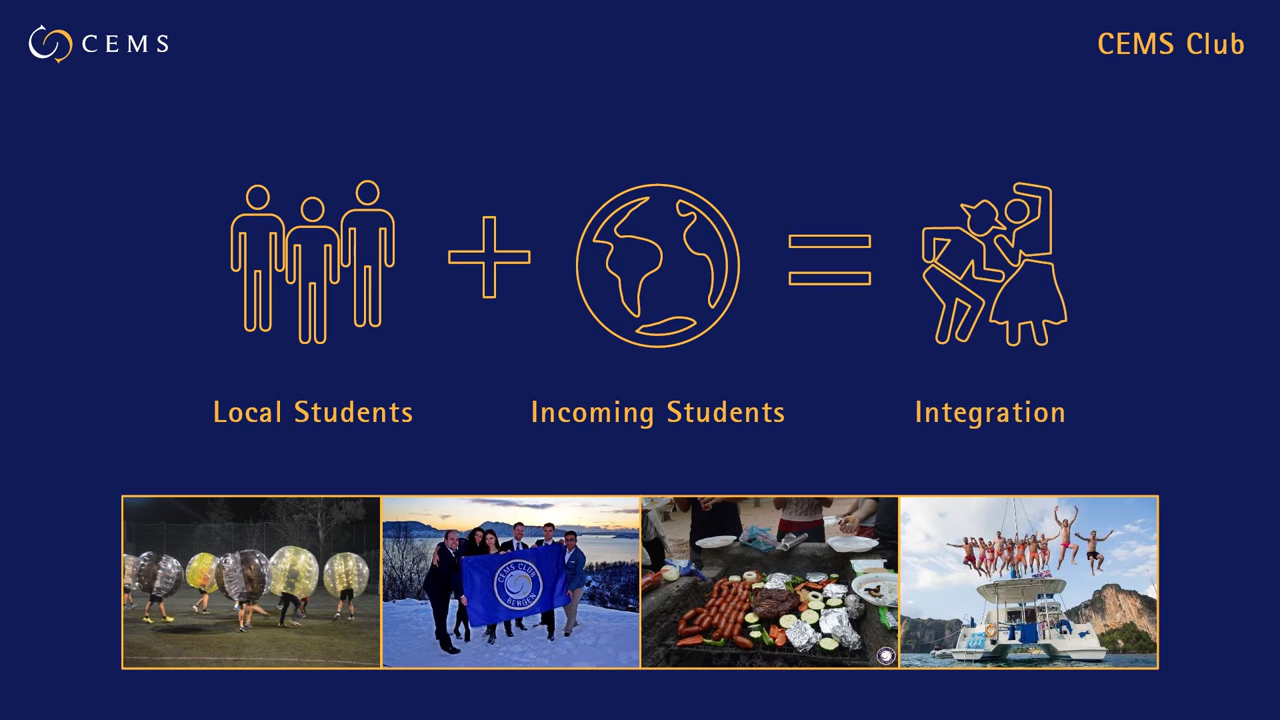 CEMS
CEMS Club
Local Students
Incoming Students
Integration
CEMS CLUB
BERGEN